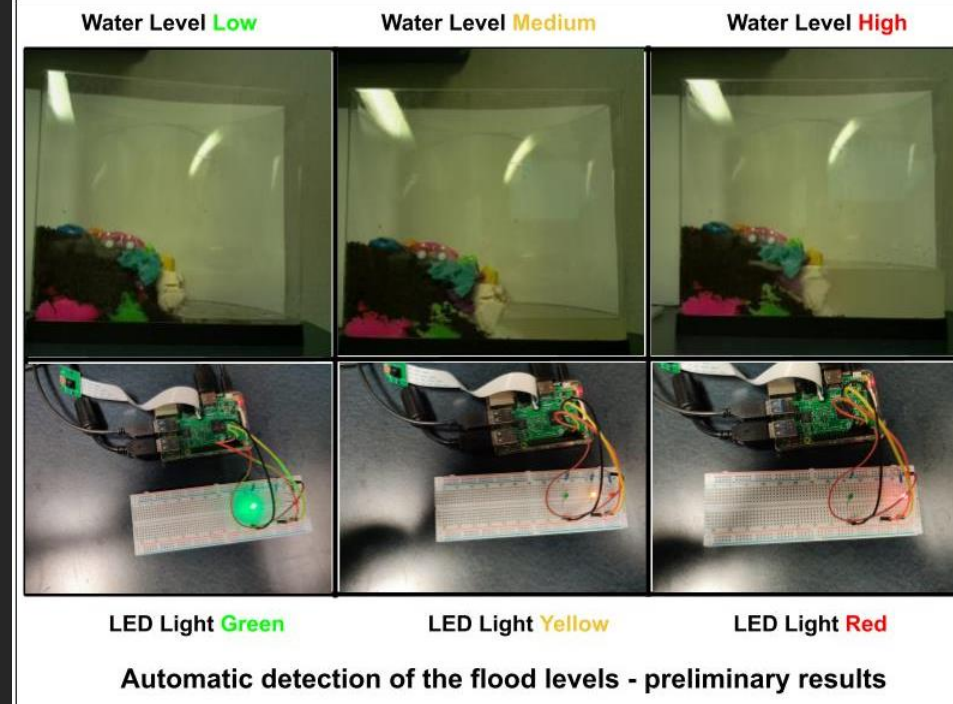 Water Level Low
Water Level Medium
Water Level High
LED Light Green
LED Light Yellow
LED Light Red
Automatic detection of the flood levels - preliminary results